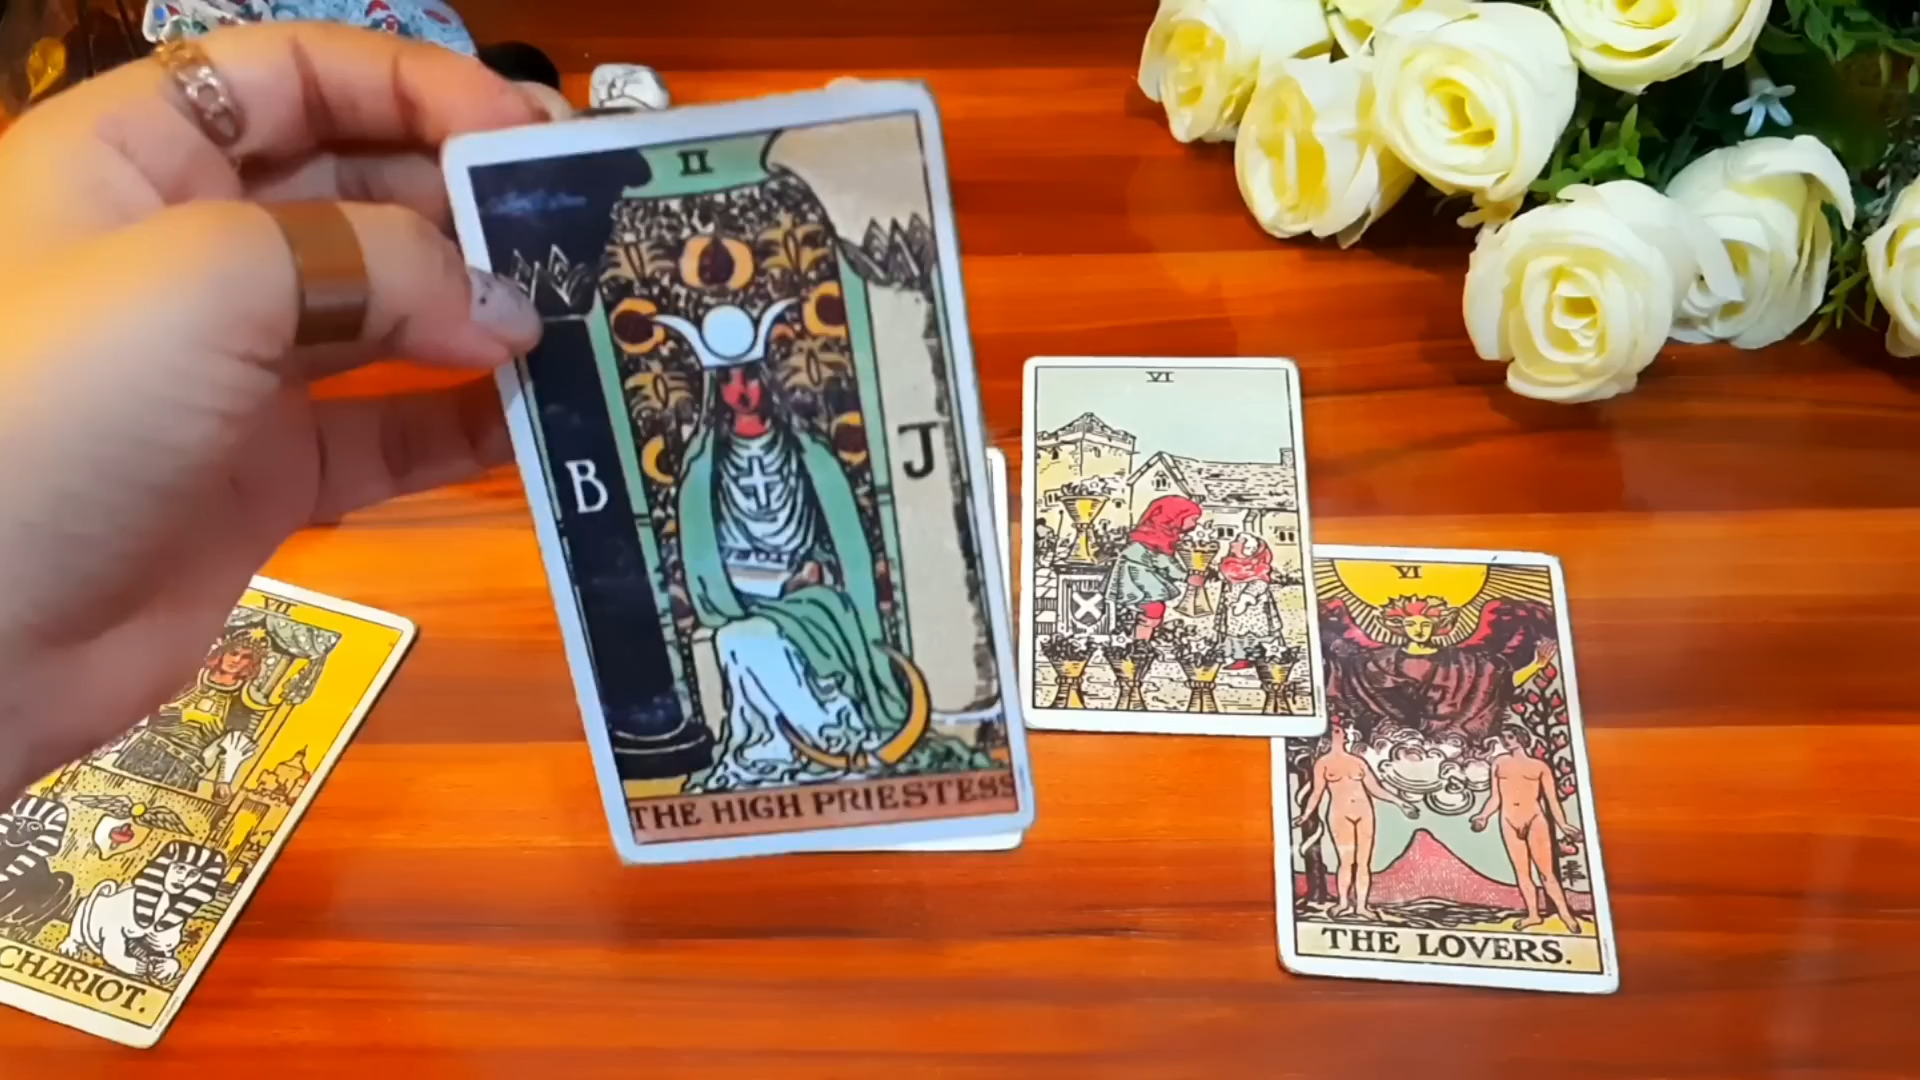 II
B
J
THE HIGH PRIESTESS
VI
VI
THE LOVERS.
VII
CHARIOT.